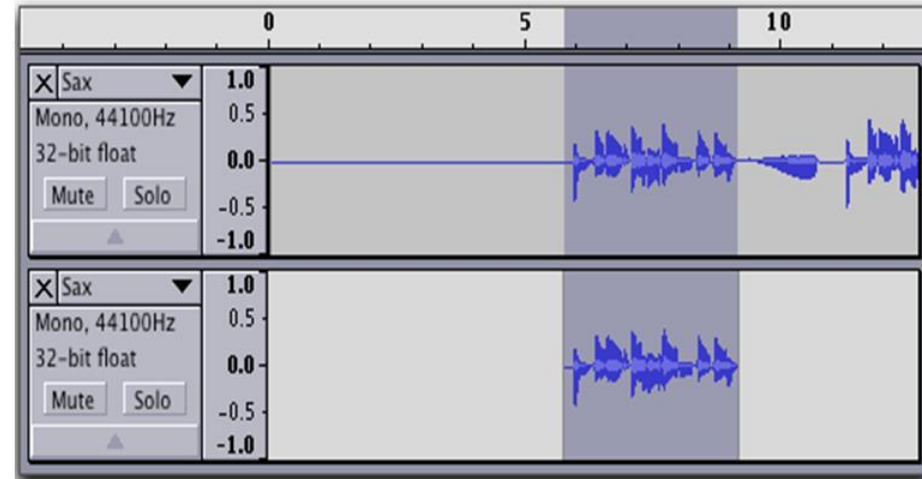 0 5 10
X Sax
Mono, 44100Hz
32-bit float
Mute Solo
1.0
0.5
0.0
-0.5
-1.0
X Sax
Mono, 44100Hz
32-bit float
Mute Solo
1.0
0.5
0.0
-0.5
-1.0